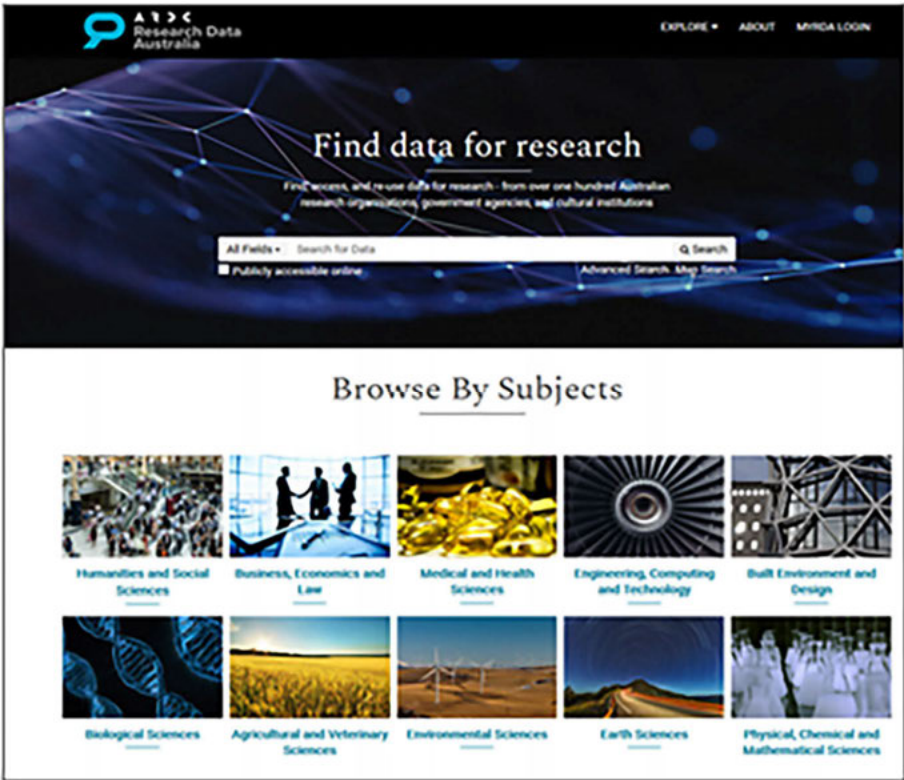 ARDC
Research Data
Australia
EXPLORE ABOUT MYRDA LOGIN
Find data for research
Find, access, and re-use data for research - from over one hundred Australian
research organisations, government agencies, and cultural institutions
All Fields Search for Data Search
Publicly accessible online Advanced Search Map Search
Browse By Subjects
Humanities and Social
Sciences
Business, Economics and
Law
Medical and Health
Sciences
Engineering, Computing
and Technology
Built Environment and
Design
Biological Sciences
Agricultural and Veterinary
Sciences
Environmental Sciences
Earth Sciences
Physical, Chemical and
Mathematical Sciences